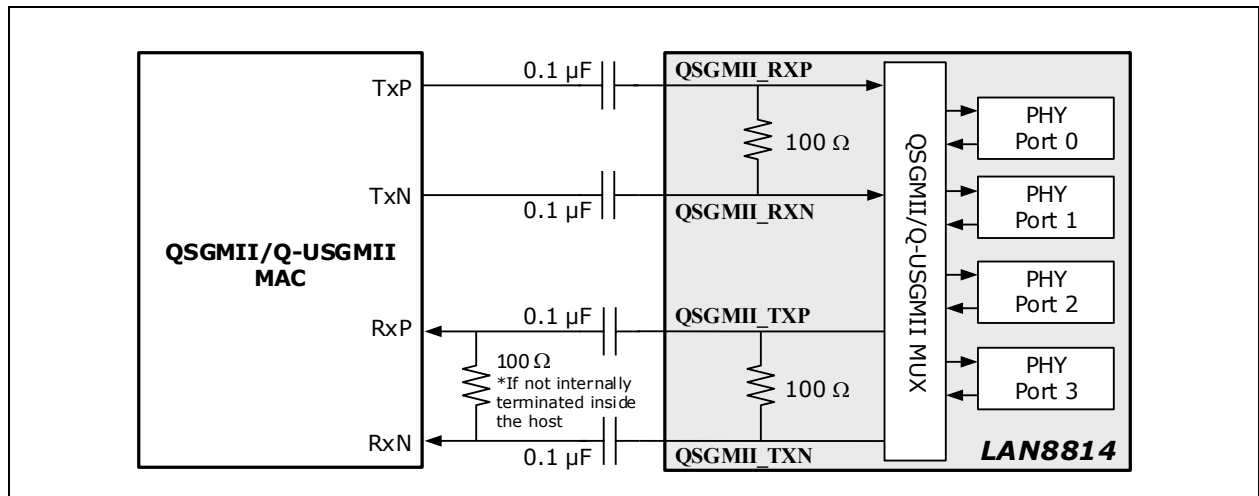 QSGMII/Q-USGMII
MAC
TxP
TxN
RxP
RxN
0.1 µF
0.1 µF
0.1 µF
0.1 µF
100 Ω
*If not internally
terminated inside
the host
QSGMII_RXP
QSGMII_RXN
QSGMII_TXP
QSGMII_TXN
100 Ω
100 Ω
QSGMII/Q-USGMII MUX
PHY
Port 0
PHY
Port 1
PHY
Port 2
PHY
Port 3
LAN8814